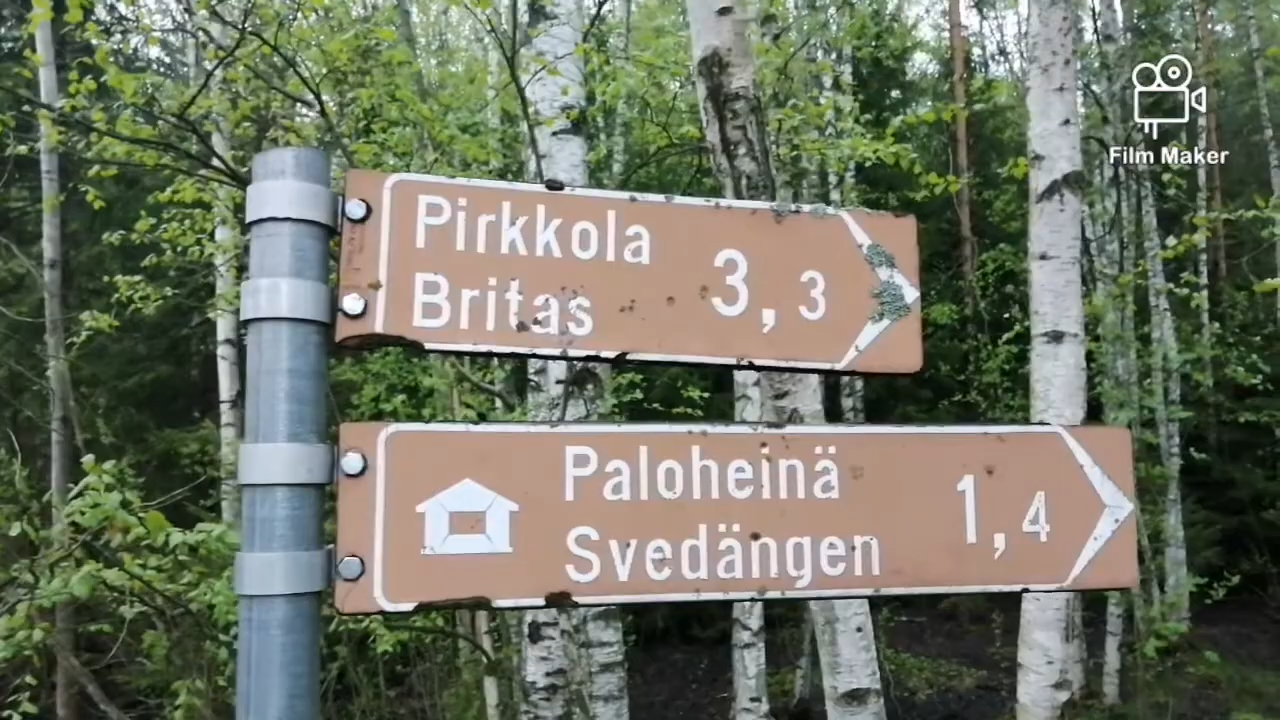 Film Maker
Pirkkola 3,3
Britas
Paloheinä 1,4
Svedängen